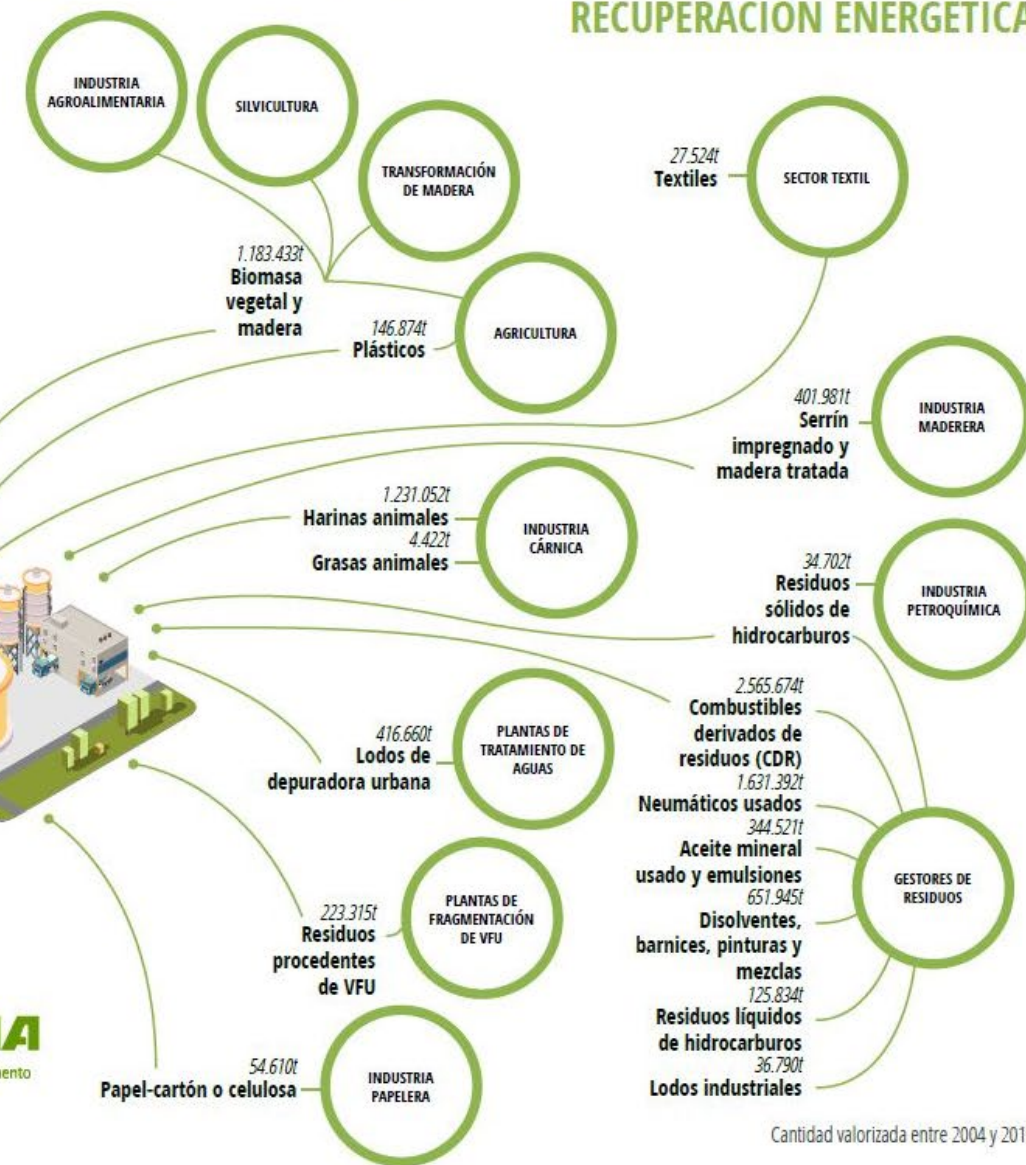 RECUPERACIÓN ENERGÉTICA
INDUSTRIA
AGROALIMENTARIA
SILVICULTURA
TRANSFORMACIÓN
DE MADERA
27.524t
Textiles
SECTOR TEXTIL
1.183.433t
Biomasa
vegetal y
madera
146.874t
Plásticos
AGRICULTURA
401.981t
Serrín
impregnado y
madera tratada
INDUSTRIA
MADERERA
1.231.052t
Harinas animales
4.422t
Grasas animales
INDUSTRIA
CÁRNICA
34.702t
Residuos
sólidos de
hidrocarburos
INDUSTRIA
PETROQUÍMICA
416.660t
Lodos de
depuradora urbana
PLANTAS DE
TRATAMIENTO DE
AGUAS
2.565.674t
Combustibles
derivados de
residuos (CDR)
1.631.392t
Neumáticos usados
344.521t
Aceite mineral
usado y emulsiones
651.945t
Disolventes,
barnices, pinturas y
mezclas
125.834t
Residuos líquidos
de hidrocarburos
36.790t
Lodos industriales
GESTORES DE
RESIDUOS
223.315t
Residuos
procedentes
de VFU
PLANTAS DE
FRAGMENTACIÓN
DE VFU
54.610t
Papel-cartón o celulosa
INDUSTRIA
PAPELERA
Cantidad valorizada entre 2004 y 201